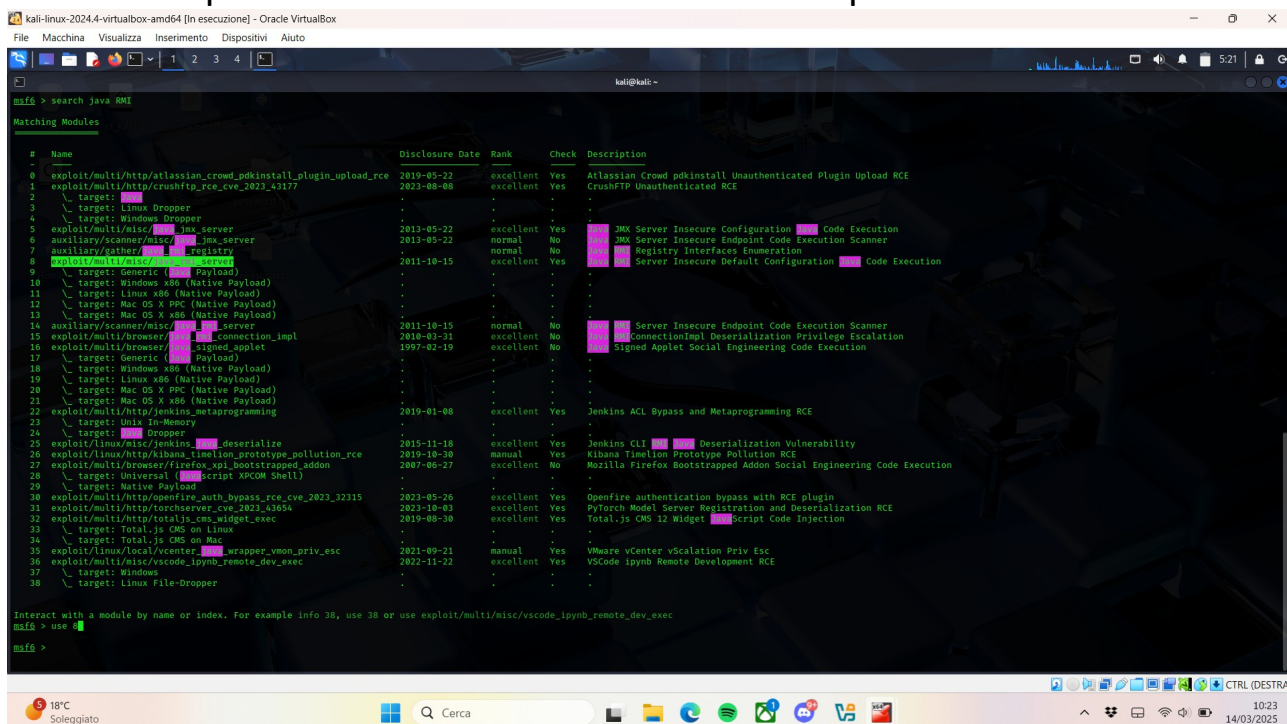 kali-linux-2024.4-virtualbox-amd64 [In esecuzione] - Oracle VirtualBox
File Macchina Visualizza Inserimento Dispositivi Aiuto
1 2 3 4 5:21
kali@kali: ~
msf6 > search java RMI
Matching Modules
# Name Disclosure Date Rank Check Description
- 
0 exploit/multi/http/atlassian_crowd_pdkinstall_plugin_upload_rce 2019-05-22 excellent Yes Atlassian Crowd pdkinstall Unauthenticated Plugin Upload RCE
1 exploit/multi/http/crushftp_rce_cve_2023_43177 2023-08-08 excellent Yes CrushFTP Unauthenticated RCE
2 \_ target: Java . . . .
3 \_ target: Linux Dropper . . . .
4 \_ target: Windows Dropper . . . .
5 exploit/multi/misc/java_jmx_server 2013-05-22 excellent Yes Java JMX Server Insecure Configuration Java Code Execution
6 auxiliary/scanner/misc/java_jmx_server 2013-05-22 normal No Java JMX Server Insecure Endpoint Code Execution Scanner
7 auxiliary/gather/java_rmi_registry . normal No Java RMI Registry Interfaces Enumeration
8 exploit/multi/misc/java_rmi_server 2011-10-15 excellent Yes Java RMI Server Insecure Default Configuration Java Code Execution
9 \_ target: Generic (Java Payload) . . . .
10 \_ target: Windows x86 (Native Payload) . . . .
11 \_ target: Linux x86 (Native Payload) . . . .
12 \_ target: Mac OS X PPC (Native Payload) . . . .
13 \_ target: Mac OS X x86 (Native Payload) . . . .
14 auxiliary/scanner/misc/java_rmi_server 2011-10-15 normal No Java RMI Server Insecure Endpoint Code Execution Scanner
15 exploit/multi/browser/java_rmi_connection_impl 2010-03-31 excellent No Java RMIConnectionImpl Deserialization Privilege Escalation
16 exploit/multi/browser/java_signed_applet 1997-02-19 excellent No Java Signed Applet Social Engineering Code Execution
17 \_ target: Generic (Java Payload) . . . .
18 \_ target: Windows x86 (Native Payload) . . . .
19 \_ target: Linux x86 (Native Payload) . . . .
20 \_ target: Mac OS X PPC (Native Payload) . . . .
21 \_ target: Mac OS X x86 (Native Payload) . . . .
22 exploit/multi/http/jenkins_metaprogramming 2019-01-08 excellent Yes Jenkins ACL Bypass and Metaprogramming RCE
23 \_ target: Unix In-Memory . . . .
24 \_ target: Java Dropper . . . .
25 exploit/linux/misc/jenkins_java_deserialize 2015-11-18 excellent Yes Jenkins CLI RMI Java Deserialization Vulnerability
26 exploit/linux/http/kibana_timelion_prototype_pollution_rce 2019-10-30 manual Yes Kibana Timelion Prototype Pollution RCE
27 exploit/multi/browser/firefox_xpi_bootstrapped_addon 2007-06-27 excellent No Mozilla Firefox Bootstrapped Addon Social Engineering Code Execution
28 \_ target: Universal (Javascript XPCOM Shell) . . . .
29 \_ target: Native Payload . . . .
30 exploit/multi/http/openfire_auth_bypass_rce_cve_2023_32315 2023-05-26 excellent Yes Openfire authentication bypass with RCE plugin
31 exploit/multi/http/torchserver_cve_2023_43654 2023-10-03 excellent Yes PyTorch Model Server Registration and Deserialization RCE
32 exploit/multi/http/totaljs_cms_widget_exec 2019-08-30 excellent Yes Total.js CMS 12 Widget JavaScript Code Injection
33 \_ target: Total.js CMS on Linux . . . .
34 \_ target: Total.js CMS on Mac . . . .
35 exploit/linux/local/vcenter_java_wrapper_vmon_priv_esc 2021-09-21 manual Yes VMware vCenter vScalation Priv Esc
36 exploit/multi/misc/vscode_ipynb_remote_dev_exec 2022-11-22 excellent Yes VSCode ipynb Remote Development RCE
37 \_ target: Windows . . . .
38 \_ target: Linux File-Dropper . . . .
Interact with a module by name or index. For example info 38, use 38 or use exploit/multi/misc/vscode_ipynb_remote_dev_exec
msf6 > use 8
msf6 >
CTRL (DESTRA
5 18°C
Soleggiato
Cerca
10:23
14/03/2025